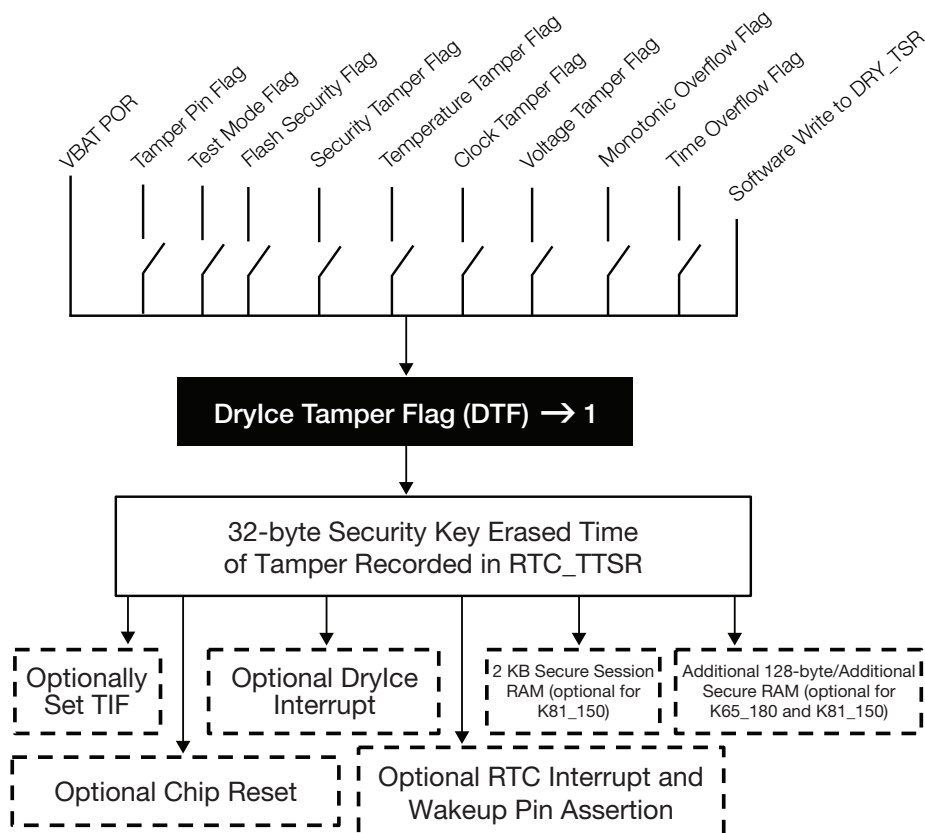 VBAT POR
Tamper Pin Flag
Test Mode Flag
Flash Security Flag
Security Tamper Flag
Temperature Tamper Flag
Clock Tamper Flag
Voltage Tamper Flag
Monotonic Overflow Flag
Time Overflow Flag
Software Write to DRY_TSR
DryIce Tamper Flag (DTF) → 1
32-byte Security Key Erased Time
of Tamper Recorded in RTC_TTSR
Optionally
Set TIF
Optional DryIce
Interrupt
2 KB Secure Session
RAM (optional for
K81_150)
Additional 128-byte/Additional
Secure RAM (optional for
K65_180 and K81_150)
Optional Chip Reset
Optional RTC Interrupt and
Wakeup Pin Assertion